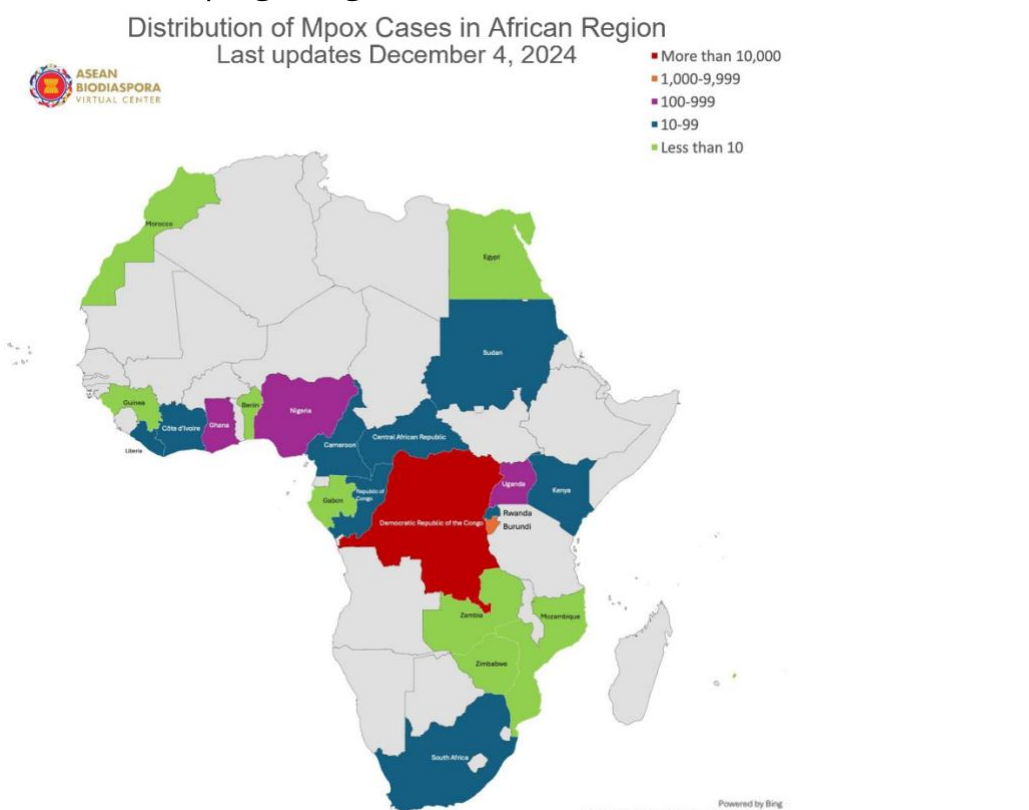 Distribution of Mpox Cases in African Region
Last updates December 4, 2024
ASEAN
BIODIASPORA
VIRTUAL CENTER
More than 10,000
1,000-9,999
100-999
10-99
Less than 10
Morocco
Egypt
Sudan
Guinea
Côte d'Ivoire
Ghana
Benin
Nigeria
Liberia
Cameroon
Central African Republic
Gabon
Republic of
Congo
Uganda
Kenya
Democratic Republic of the Congo
Rwanda
Burundi
Zambia
Mozambique
Zimbabwe
South Africa
Powered by Bing